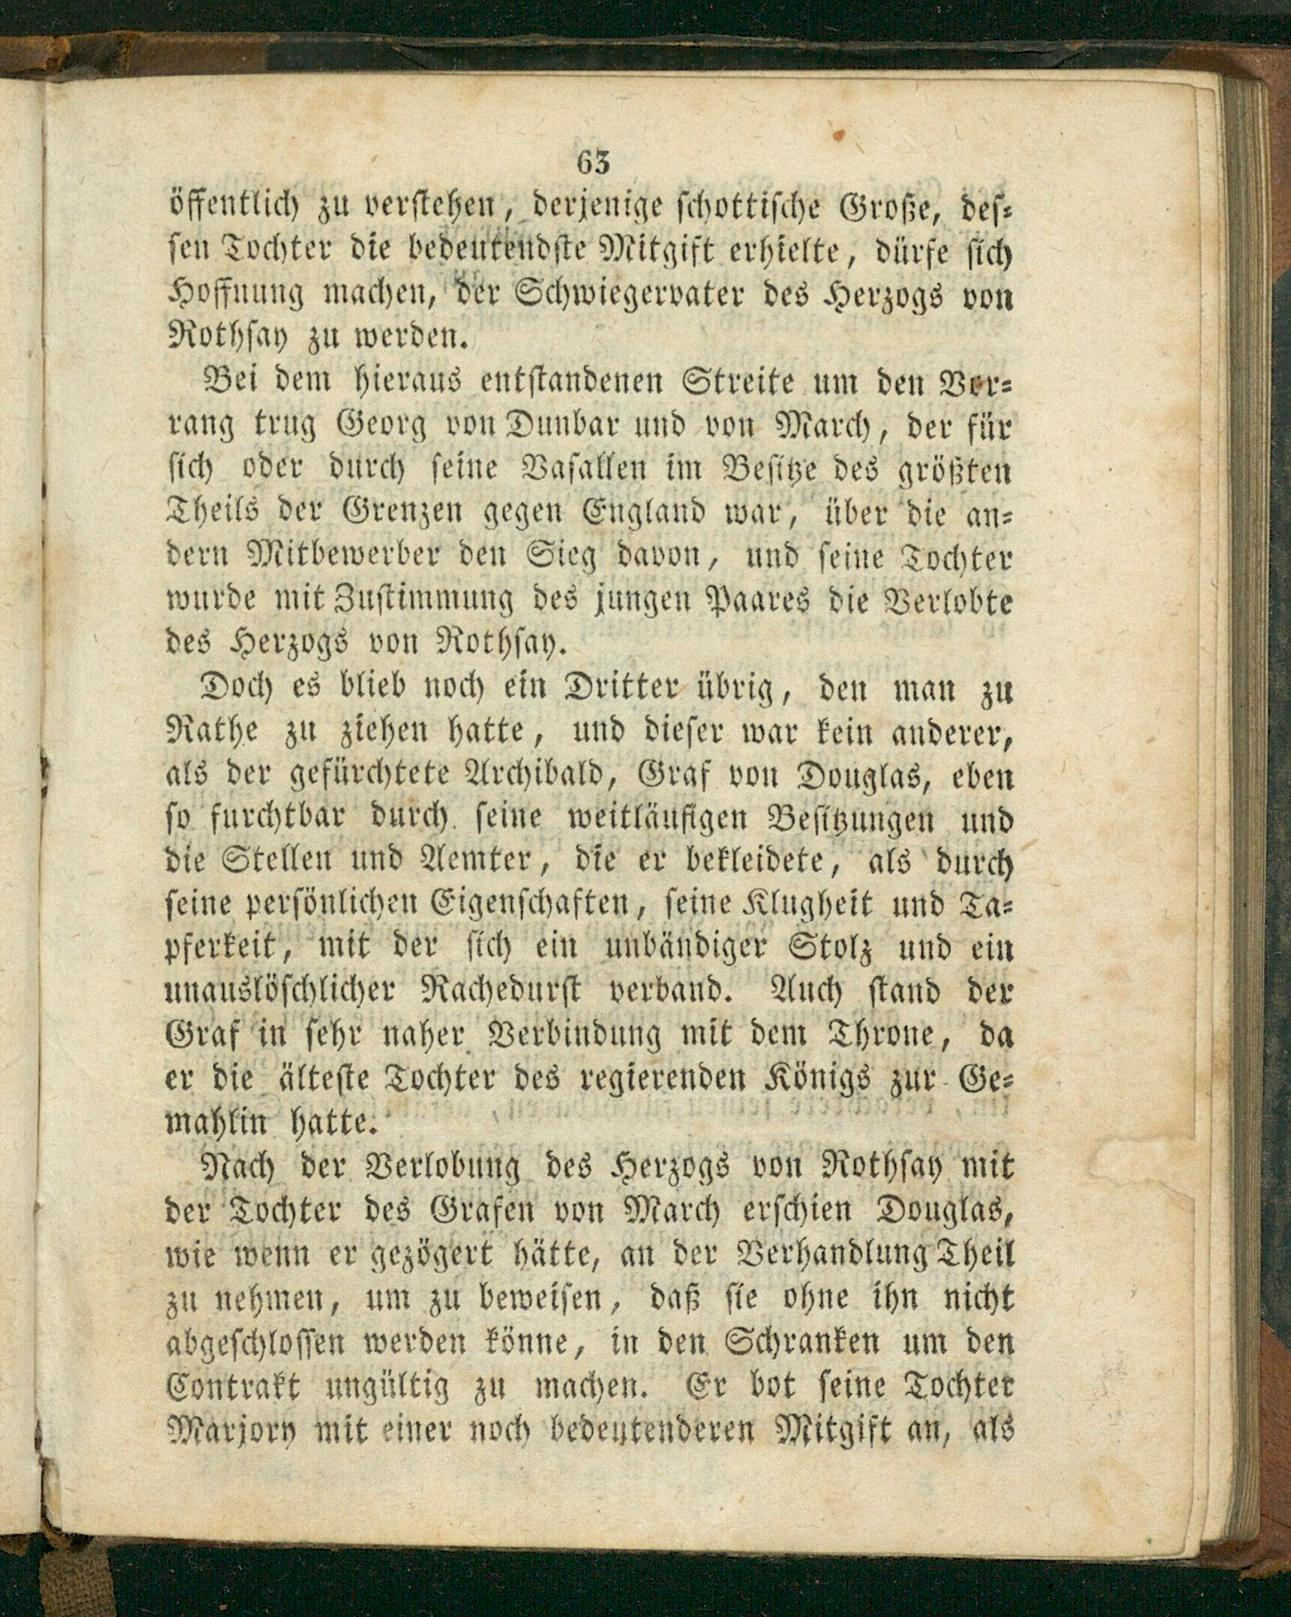 63
öffentlich zu verstehen, derjenige schottische Große, des-
sen Tochter die bedeutendste Mitgift erhielte, dürfe sich
Hoffnung machen, der Schwiegervater des Herzogs von
Rothsay zu werden.
Bei dem hieraus entstandenen Streite um den Vor-
rang trug Georg von Dunbar und von March, der für
sich oder durch seine Vasallen im Besitze des größten
Theils der Grenzen gegen England war, über die an-
dern Mitbewerber den Sieg davon, und seine Tochter
wurde mit Zustimmung des jungen Paares die Verlobte
des Herzogs von Rothsay.
Doch es blieb noch ein Dritter übrig, den man zu
Rathe zu ziehen hatte, und dieser war kein anderer,
als der gefürchtete Archibald, Graf von Douglas, eben
so furchtbar durch seine weitläufigen Besitzungen und
die Stellen und Aemter, die er bekleidete, als durch
seine persönlichen Eigenschaften, seine Klugheit und Ta-
pferkeit, mit der sich ein unbändiger Stolz und ein
unauslöschlicher Rachedurst verband. Auch stand der
Graf in sehr naher Verbindung mit dem Throne, da
er die älteste Tochter des regierenden Königs zur Ge-
mahlin hatte.
Nach der Verlobung des Herzogs von Rothsay mit
der Tochter des Grafen von March erschien Douglas,
wie wenn er gezögert hätte, an der Verhandlung Theil
zu nehmen, um zu beweisen, daß sie ohne ihn nicht
abgeschlossen werden könne, in den Schranken um den
Contrakt ungültig zu machen. Er bot seine Tochter
Marjory mit einer noch bedeutenderen Mitgift an, als